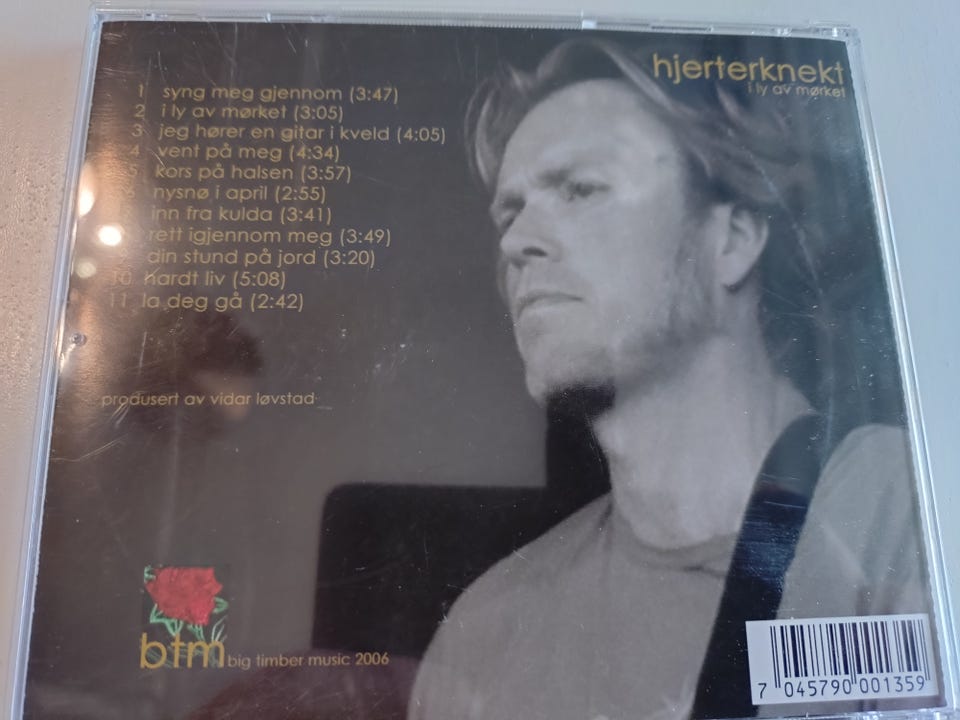 hjerterknekt
i ly av mørket
1 syng meg gjennom (3:47)
2 i ly av mørket (3:05)
3 jeg hører en gitar i kveld (4:05)
4 vent på meg (4:34)
5 kors på halsen (3:57)
6 nysnø i april (2:55)
7 inn fra kulda (3:41)
8 rett igjennom meg (3:49)
9 din stund på jord (3:20)
10 hardt liv (5:08)
11 la deg gå (2:42)
produsert av vidar løvstad
btm big timber music 2006
7 045790 001359